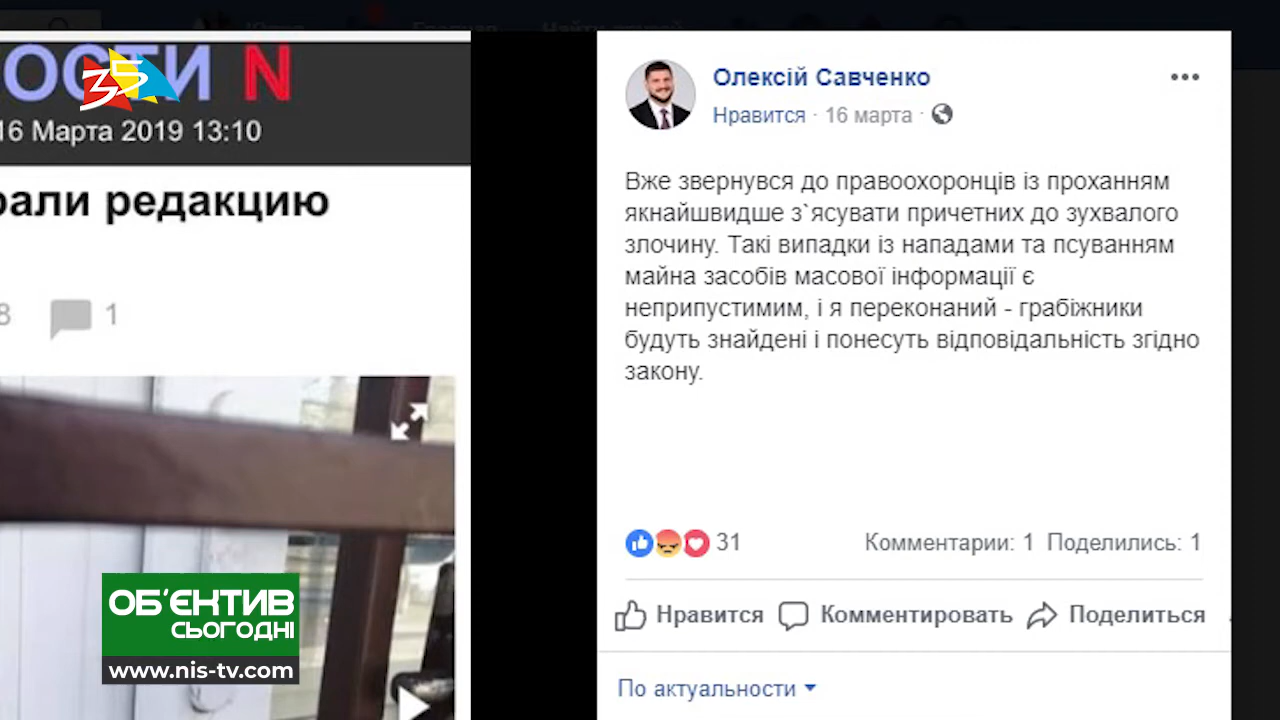 ОСТИ N
35
16 Марта 2019 13:10
рали редакцию
8
1
Олексій Савченко
Нравится · 16 марта ·
Вже звернувся до правоохоронців із проханням
якнайшвидше з`ясувати причетних до зухвалого
злочину. Такі випадки із нападами та псуванням
майна засобів масової інформації є
неприпустимим, і я переконаний - грабіжники
будуть знайдені і понесуть відповідальність згідно
закону.
31
Комментарии: 1 Поделились: 1
Нравится Комментировать Поделиться
По актуальности
ОБ'ЄКТИВ
СЬОГОДНІ
www.nis-tv.com